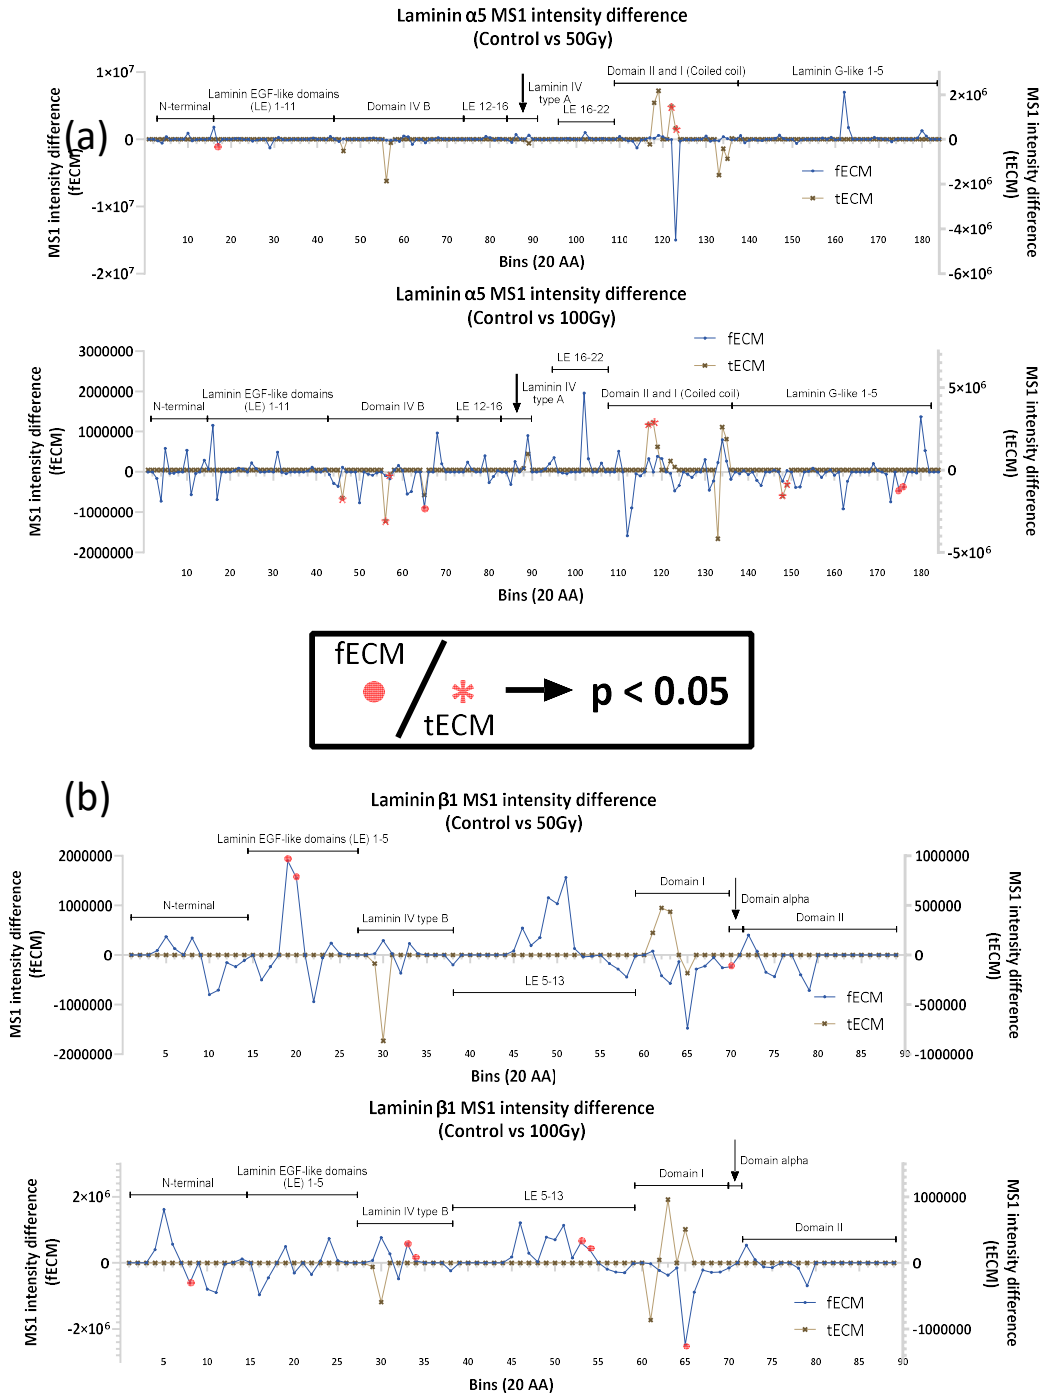 Laminin α5 MS1 intensity difference
(Control vs 50Gy)
(a)
MS1 intensity difference
(fECM)
1×10⁷
0
-1×10⁷
-2×10⁷
N-terminal
Laminin EGF-like domains
(LE) 1-11
Domain IV B
LE 12-16
Laminin IV
type A
LE 16-22
Domain II and I (Coiled coil)
Laminin G-like 1-5
2×10⁶
0
-2×10⁶
-4×10⁶
-6×10⁶
MS1 intensity difference
(tECM)
fECM
tECM
10 20 30 40 50 60 70 80 90 100 110 120 130 140 150 160 170 180
Bins (20 AA)
Laminin α5 MS1 intensity difference
(Control vs 100Gy)
MS1 intensity difference
(fECM)
3000000
2000000
1000000
0
-1000000
-2000000
fECM
tECM
N-terminal
Laminin EGF-like domains
(LE) 1-11
Domain IV B
LE 12-16
Laminin IV
type A
LE 16-22
Domain II and I (Coiled coil)
Laminin G-like 1-5
5×10⁶
0
-5×10⁶
MS1 intensity difference
(tECM)
10 20 30 40 50 60 70 80 90 100 110 120 130 140 150 160 170 180
Bins (20 AA)
fECM
tECM
p < 0.05
(b)
Laminin β1 MS1 intensity difference
(Control vs 50Gy)
MS1 intensity difference
(fECM)
2000000
1000000
0
-1000000
-2000000
N-terminal
Laminin EGF-like domains (LE) 1-5
Laminin IV type B
LE 5-13
Domain I
Domain alpha
Domain II
1000000
500000
0
-500000
-1000000
MS1 intensity difference
(tECM)
fECM
tECM
5 10 15 20 25 30 35 40 45 50 55 60 65 70 75 80 85 90
Bins (20 AA)
Laminin β1 MS1 intensity difference
(Control vs 100Gy)
MS1 intensity difference
(fECM)
2×10⁶
0
-2×10⁶
N-terminal
Laminin EGF-like domains
(LE) 1-5
Laminin IV type B
LE 5-13
Domain I
Domain alpha
Domain II
1000000
0
-1000000
MS1 intensity difference
(tECM)
fECM
tECM
5 10 15 20 25 30 35 40 45 50 55 60 65 70 75 80 85 90
Bins (20 AA)